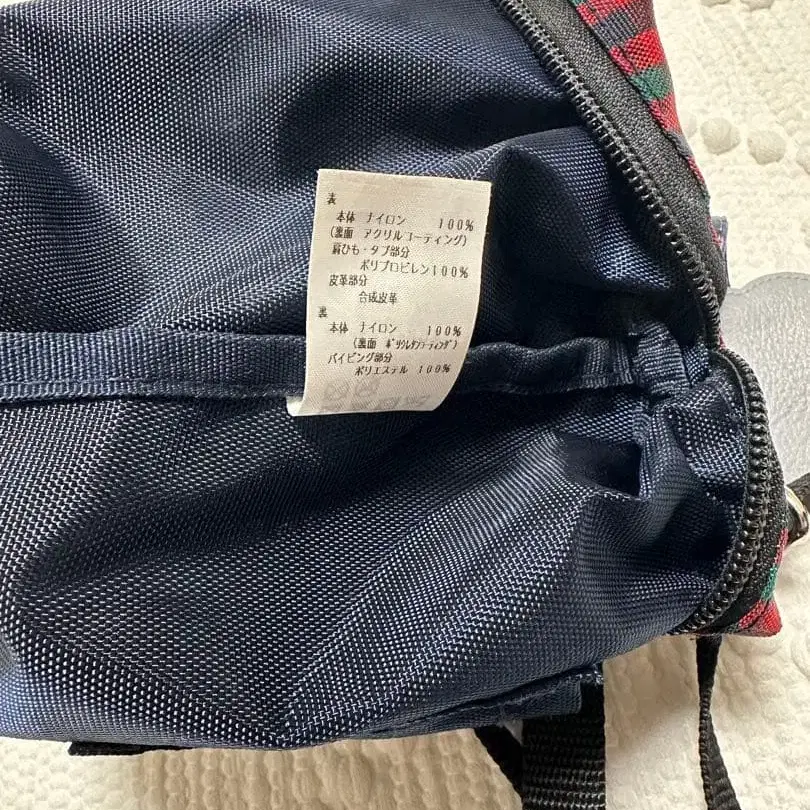 表
本体 ナイロン 100%
(裏面 アクリルコーティング)
肩ひも・タブ部分
ポリプロピレン100%
皮革部分
合成皮革
裏
本体 ナイロン 100%
(裏面 ポリウレタンコーティング)
パイピング部分
ポリエステル 100%